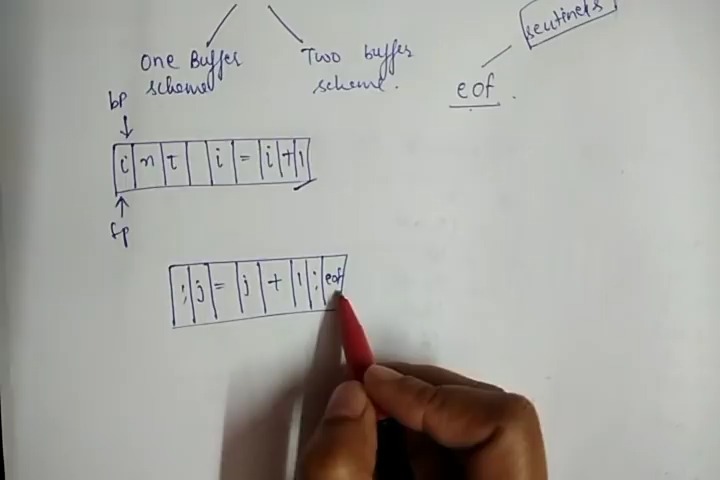 sentinels
One Buffer Two buffer
scheme scheme.
eof.
bp
i n t i = i + 1
fp
; j = j + 1 ; eof